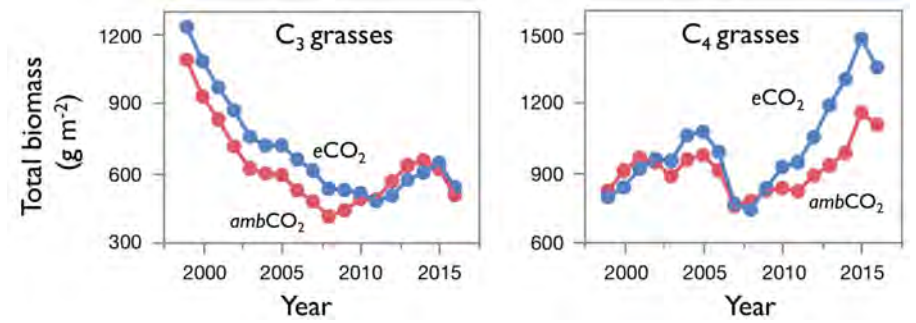 C₃ grasses
Total biomass
(g m⁻²)
1200
900
600
300
eCO₂
ambCO₂
2000 2005 2010 2015
Year
C₄ grasses
1500
1200
900
600
eCO₂
ambCO₂
2000 2005 2010 2015
Year